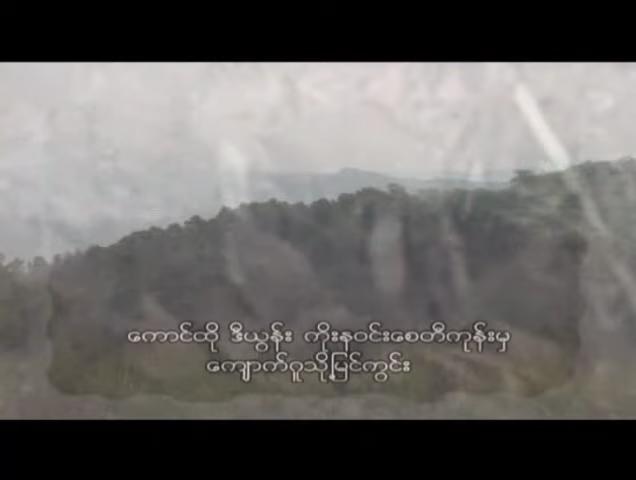 ကောင်ထို ဒီယွန်း ကိုးနဝင်းစေတီကုန်းမှ
ကျောက်ဂူသို့မြင်ကွင်း